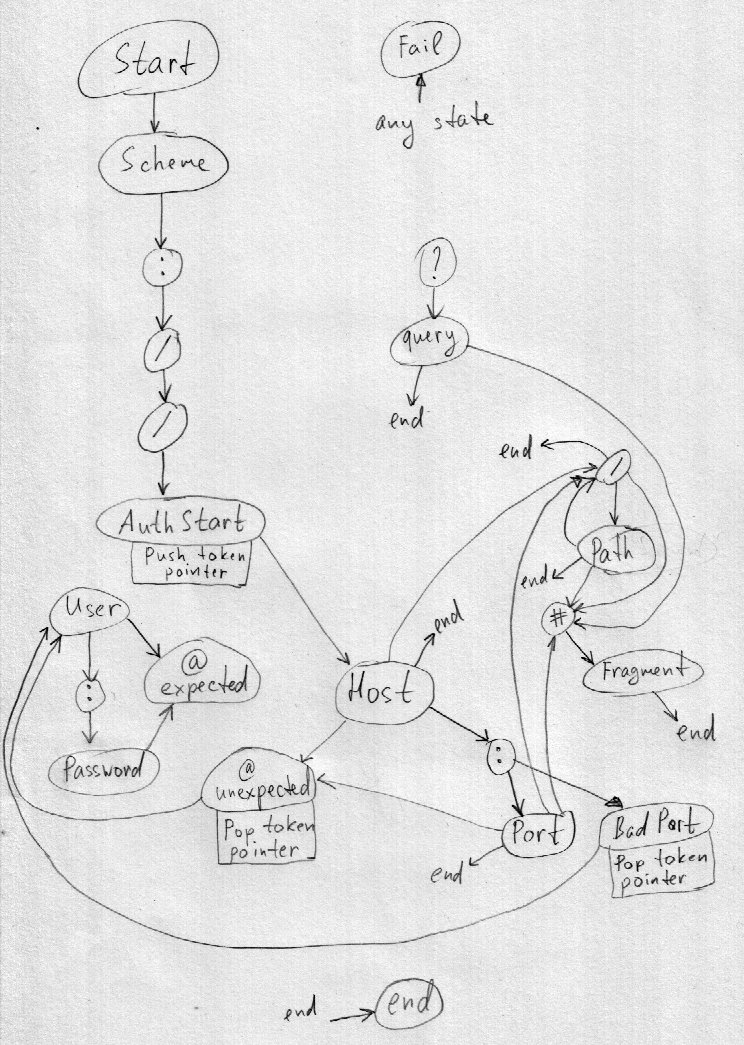 Start
Fail
any state
Scheme
:
/
/
?
query
end
end
/
Auth Start
Push token
pointer
Path
end
#
User
@
expected
:
Password
Host
end
Fragment
end
:
@
unexpected
Pop token
pointer
Port
end
Bad Port
Pop token
pointer
end
end